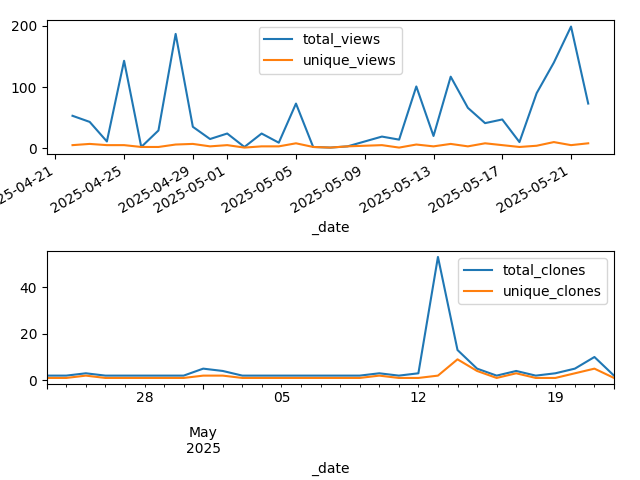 200
100
0
total_views
unique_views
25-04-21
2025-04-25
2025-04-29
2025-05-01
2025-05-05
2025-05-09
2025-05-13
2025-05-17
2025-05-21
_date
40
20
0
total_clones
unique_clones
28
05
12
19
May
2025
_date